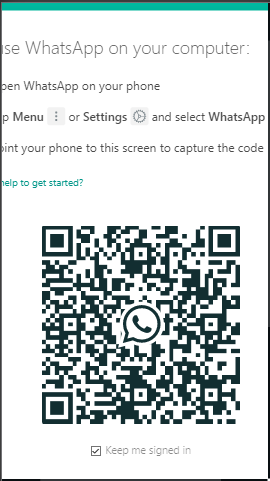 use WhatsApp on your computer:
pen WhatsApp on your phone
p Menu or Settings and select WhatsApp
oint your phone to this screen to capture the code
help to get started?
Keep me signed in